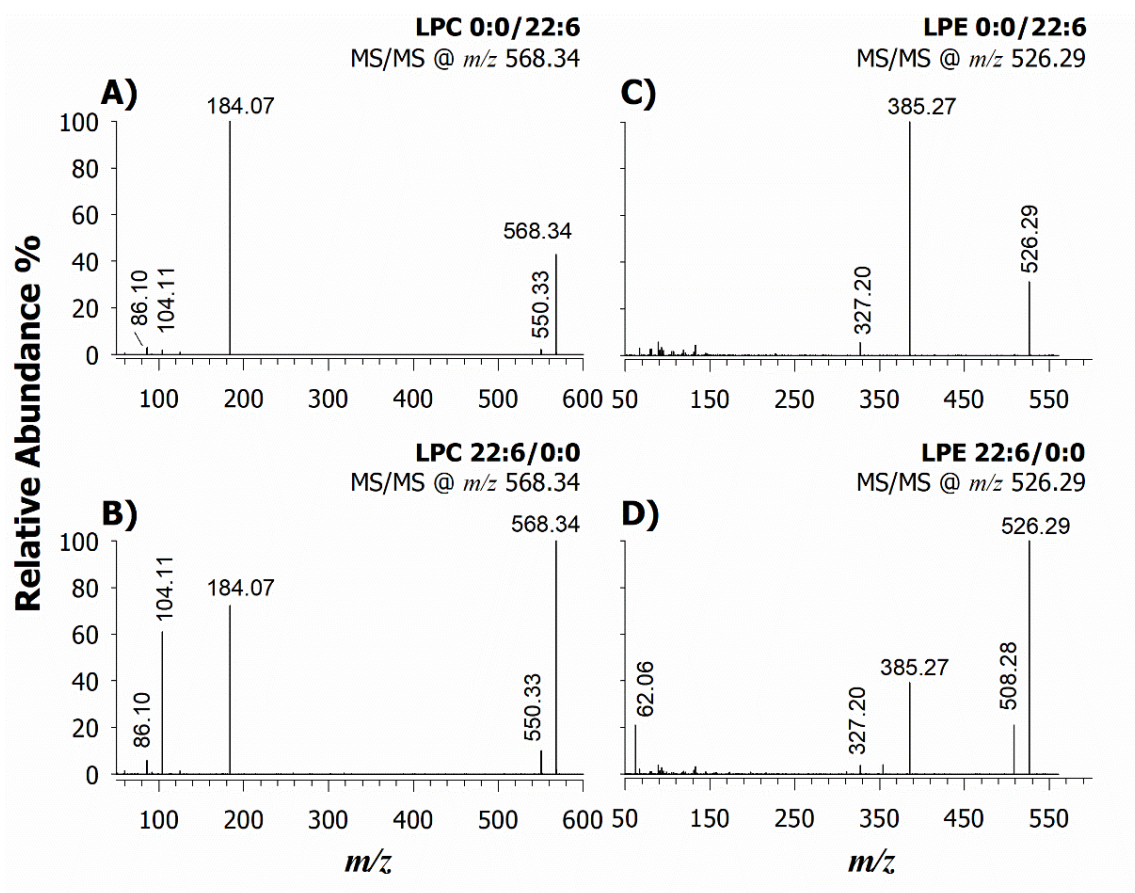 Relative Abundance %
LPC 0:0/22:6
MS/MS @ m/z 568.34
A)
184.07
568.34
550.33
86.10
104.11
100
80
60
40
20
0
100 200 300 400 500 600
LPE 0:0/22:6
MS/MS @ m/z 526.29
C)
385.27
526.29
327.20
50 150 250 350 450 550
LPC 22:6/0:0
MS/MS @ m/z 568.34
B)
568.34
104.11
184.07
86.10
550.33
100
80
60
40
20
0
100 200 300 400 500 600
m/z
LPE 22:6/0:0
MS/MS @ m/z 526.29
D)
526.29
62.06
385.27
327.20
508.28
50 150 250 350 450 550
m/z